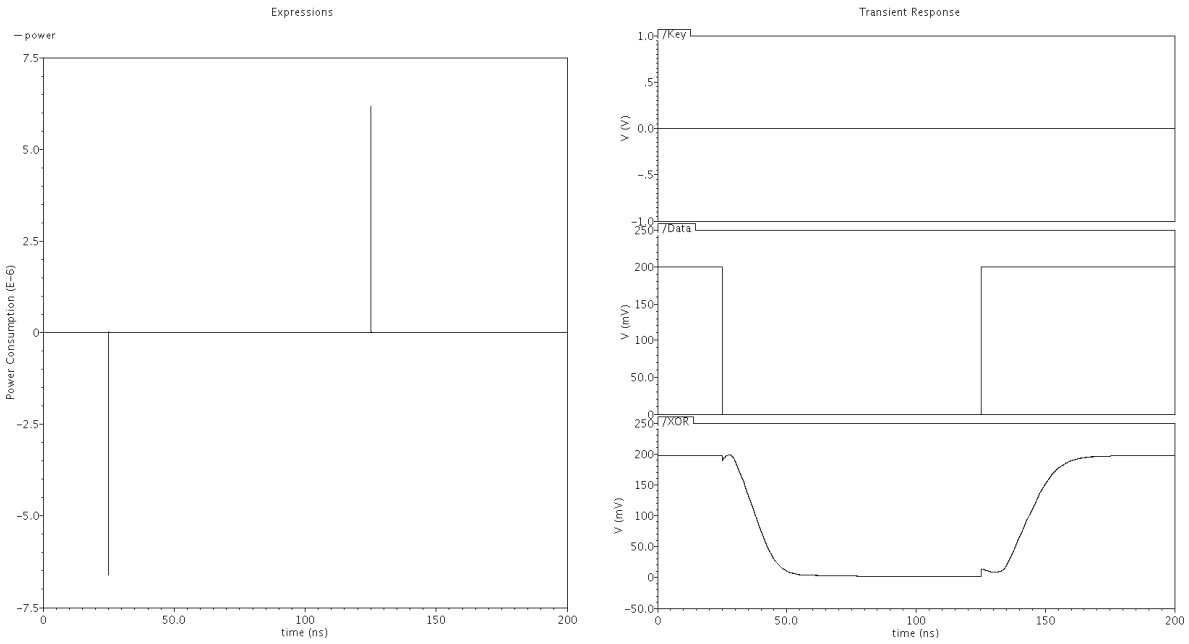 Expressions
power
7.5
5.0
2.5
0
−2.5
−5.0
−7.5
Power Consumption (E−6)
0
50.0
100
150
200
time (ns)
Transient Response
/Key
1.0
.5
0.0
−.5
−1.0
V (V)
/Data
250
200
150
100
50.0
0
V (mV)
/XOR
250
200
150
100
50.0
0
−50.0
V (mV)
0
50.0
100
150
200
time (ns)